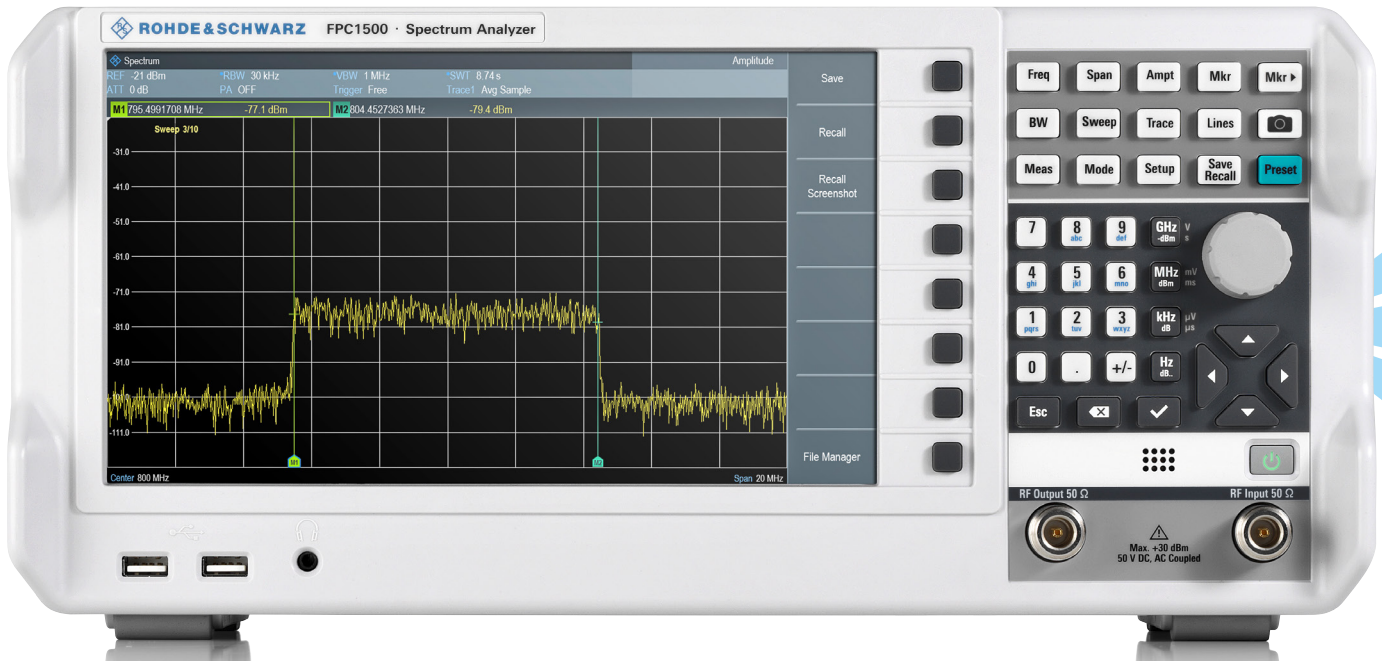 ROHDE&SCHWARZ FPC1500 · Spectrum Analyzer
Spectrum Amplitude
REF -21 dBm *RBW 30 kHz *VBW 1 MHz *SWT 8.74 s
ATT 0 dB PA OFF Trigger Free Trace1 Avg Sample
M1 795.4991708 MHz -77.1 dBm M2 804.4527363 MHz -79.4 dBm
Sweep 3/10
-31.0
-41.0
-51.0
-61.0
-71.0
-81.0
-91.0
-111.0
M1 M2
Center 800 MHz Span 20 MHz
Save
Recall
Recall
Screenshot
File Manager
Freq Span Ampt Mkr Mkr
BW Sweep Trace Lines
Meas Mode Setup Save Recall Preset
7 8 abc 9 def GHz -dBm V s
4 ghi 5 jkl 6 mno MHz dBm mV ms
1 pqrs 2 tuv 3 wxyz kHz dB µV µs
0 . +/- Hz dB..
Esc
RF Output 50 Ω RF Input 50 Ω
Max. +30 dBm
50 V DC, AC Coupled